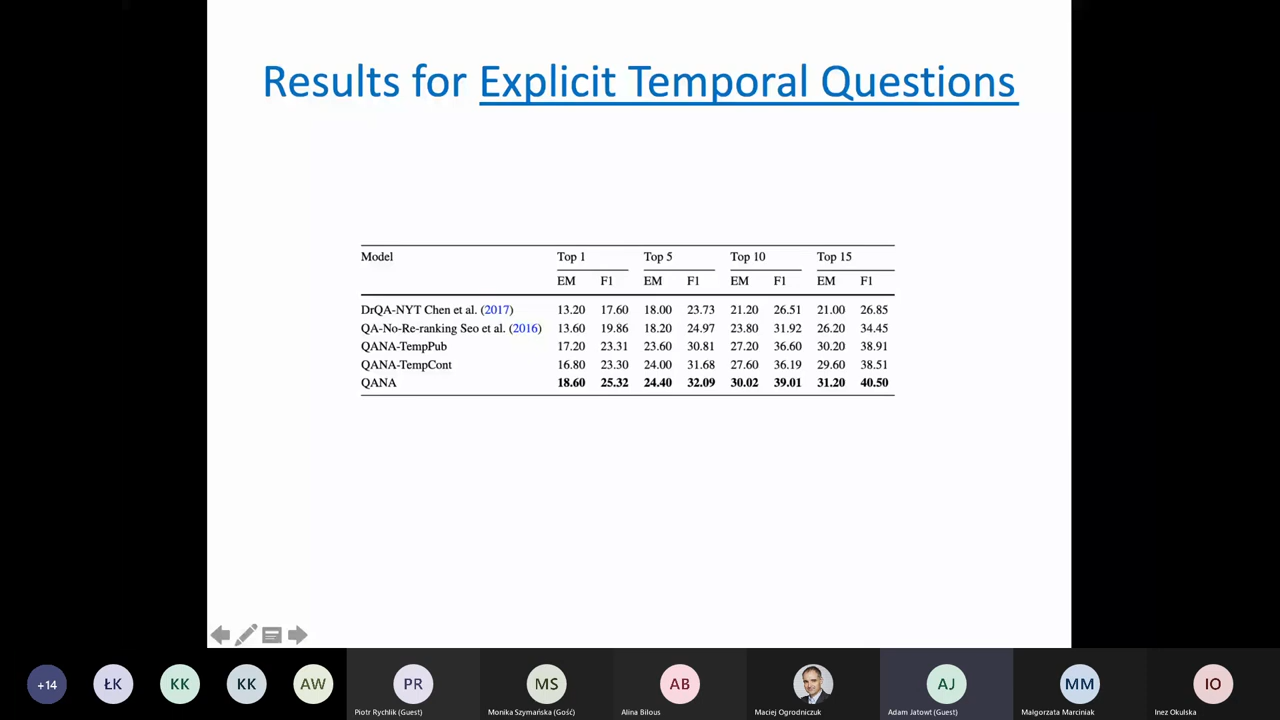 Results for Explicit Temporal Questions
Model Top 1 Top 5 Top 10 Top 15
EM F1 EM F1 EM F1 EM F1
DrQA-NYT Chen et al. (2017) 13.20 17.60 18.00 23.73 21.20 26.51 21.00 26.85
QA-No-Re-ranking Seo et al. (2016) 13.60 19.86 18.20 24.97 23.80 31.92 26.20 34.45
QANA-TempPub 17.20 23.31 23.60 30.81 27.20 36.60 30.20 38.91
QANA-TempCont 16.80 23.30 24.00 31.68 27.60 36.19 29.60 38.51
QANA 18.60 25.32 24.40 32.09 30.02 39.01 31.20 40.50
+14 ŁK KK KK AW PR MS AB AJ MM IO
Piotr Rychlik (Guest) Monika Szymańska (Gość) Alina Bilous Maciej Ogrodniczuk Adam Jatowt (Guest) Małgorzata Marciniak Inez Okulska